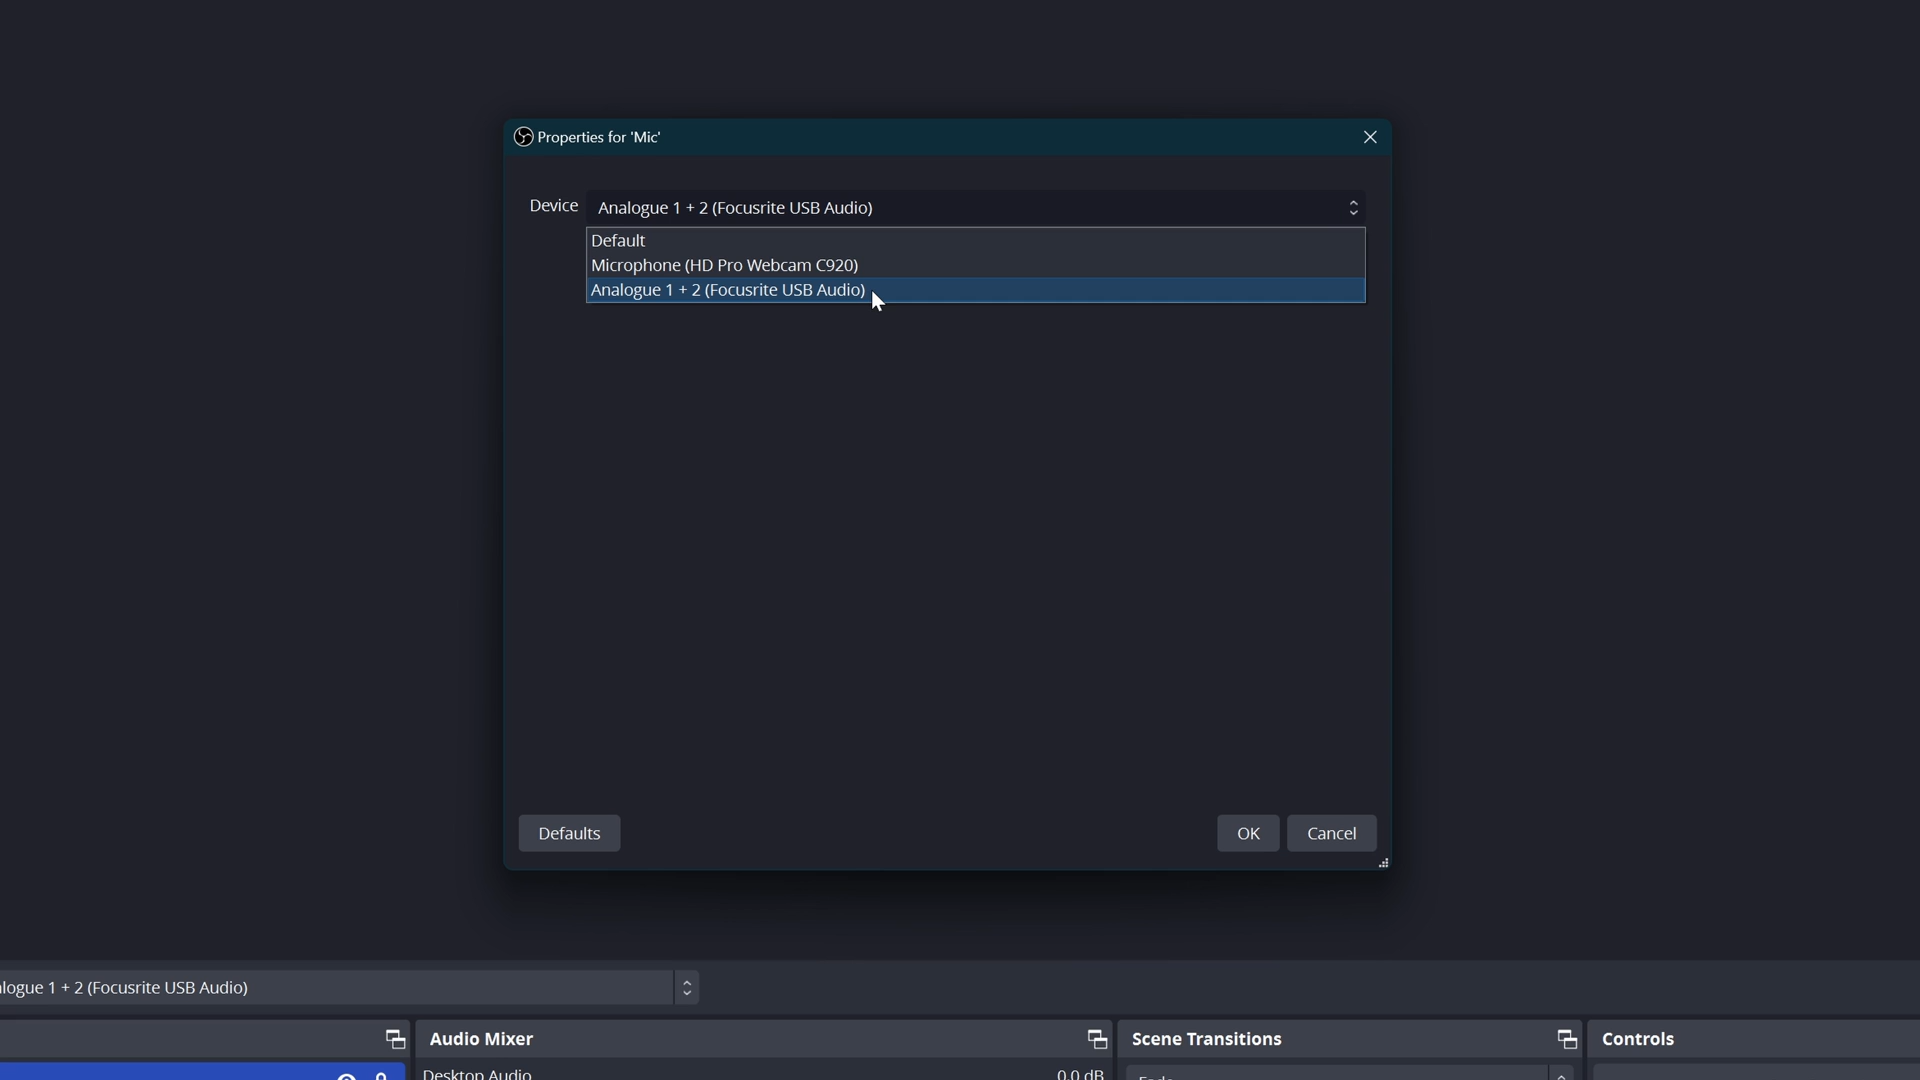 Properties for 'Mic'
Device
Analogue 1 + 2 (Focusrite USB Audio)
Default
Microphone (HD Pro Webcam C920)
Analogue 1 + 2 (Focusrite USB Audio)
Defaults
OK
Cancel
logue 1 + 2 (Focusrite USB Audio)
Audio Mixer
Scene Transitions
Controls
Desktop Audio
0.0 dB